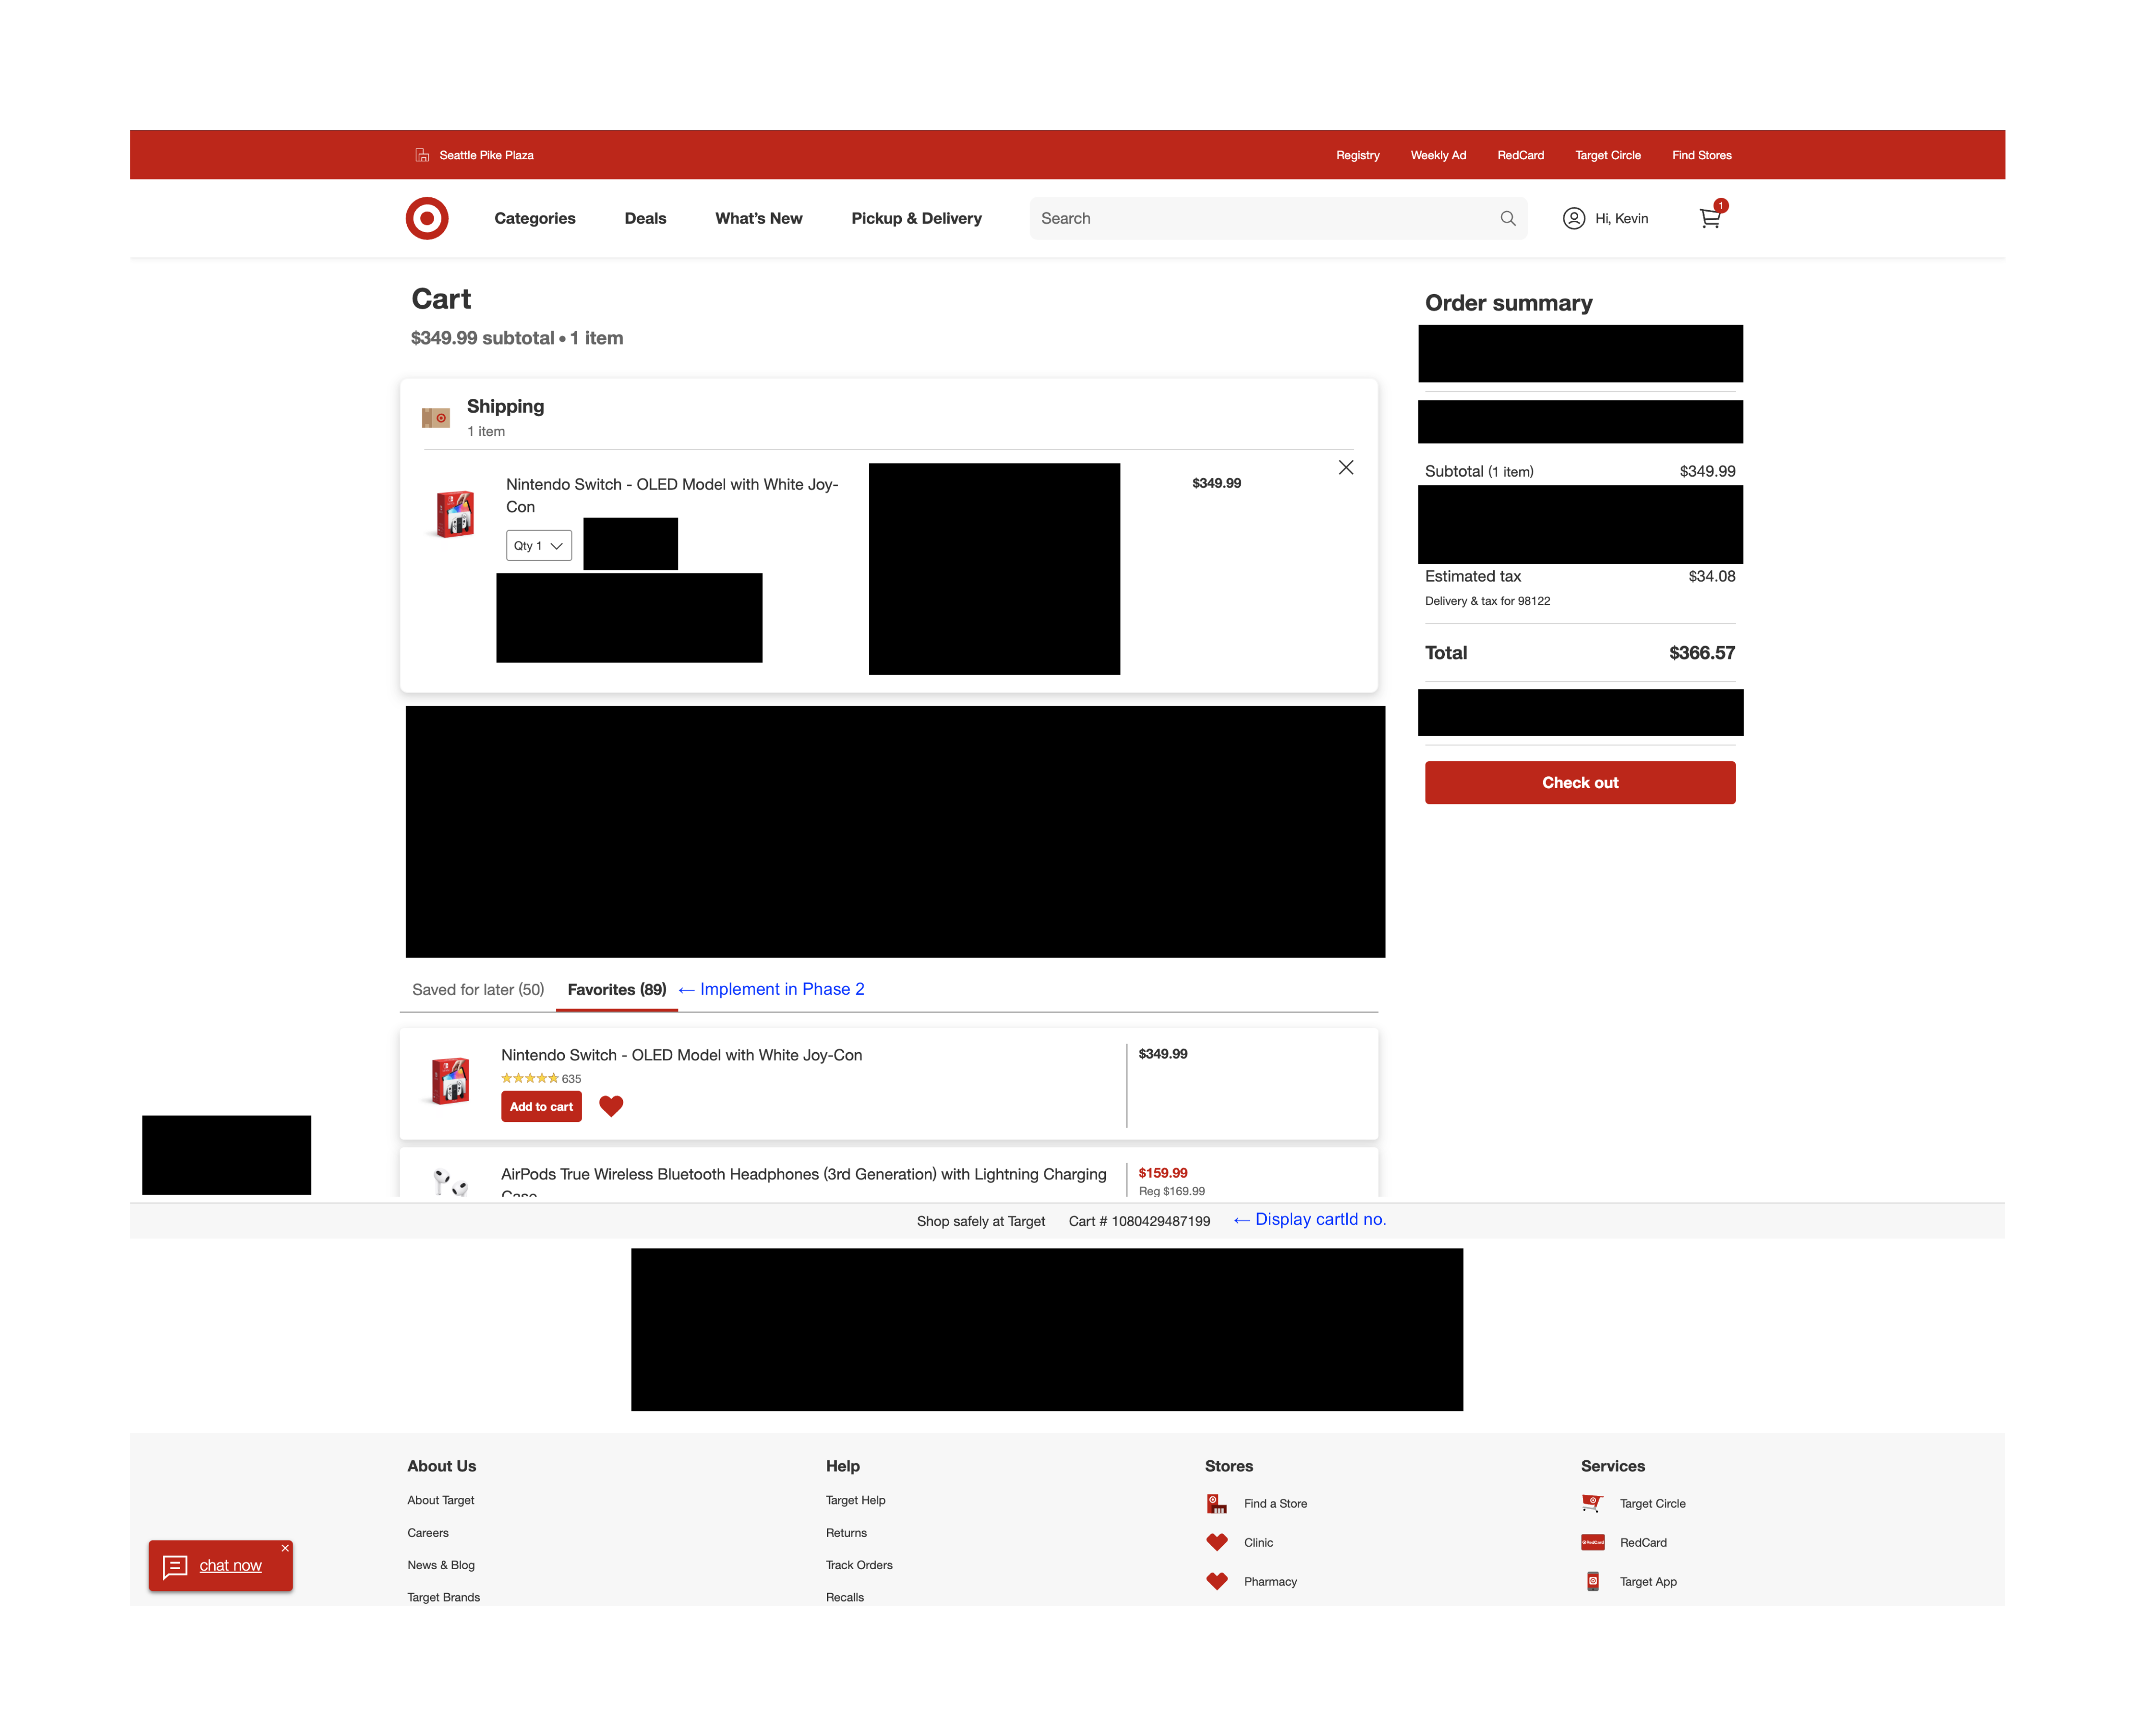 Seattle Pike Plaza
Registry
Weekly Ad
RedCard
Target Circle
Find Stores
Categories
Deals
What's New
Pickup & Delivery
Search
Hi, Kevin
1
Cart
$349.99 subtotal • 1 item
Shipping
1 item
Nintendo Switch - OLED Model with White Joy-
Con
$349.99
Qty 1
Order summary
Subtotal (1 item) $349.99
Estimated tax $34.08
Delivery & tax for 98122
Total $366.57
Check out
Saved for later (50)
Favorites (89)
← Implement in Phase 2
Nintendo Switch - OLED Model with White Joy-Con
$349.99
635
Add to cart
AirPods True Wireless Bluetooth Headphones (3rd Generation) with Lightning Charging
Case
$159.99
Reg $169.99
Shop safely at Target
Cart # 1080429487199
← Display cartId no.
About Us
About Target
Careers
News & Blog
Target Brands
Help
Target Help
Returns
Track Orders
Recalls
Stores
Find a Store
Clinic
Pharmacy
Services
Target Circle
RedCard
Target App
chat now